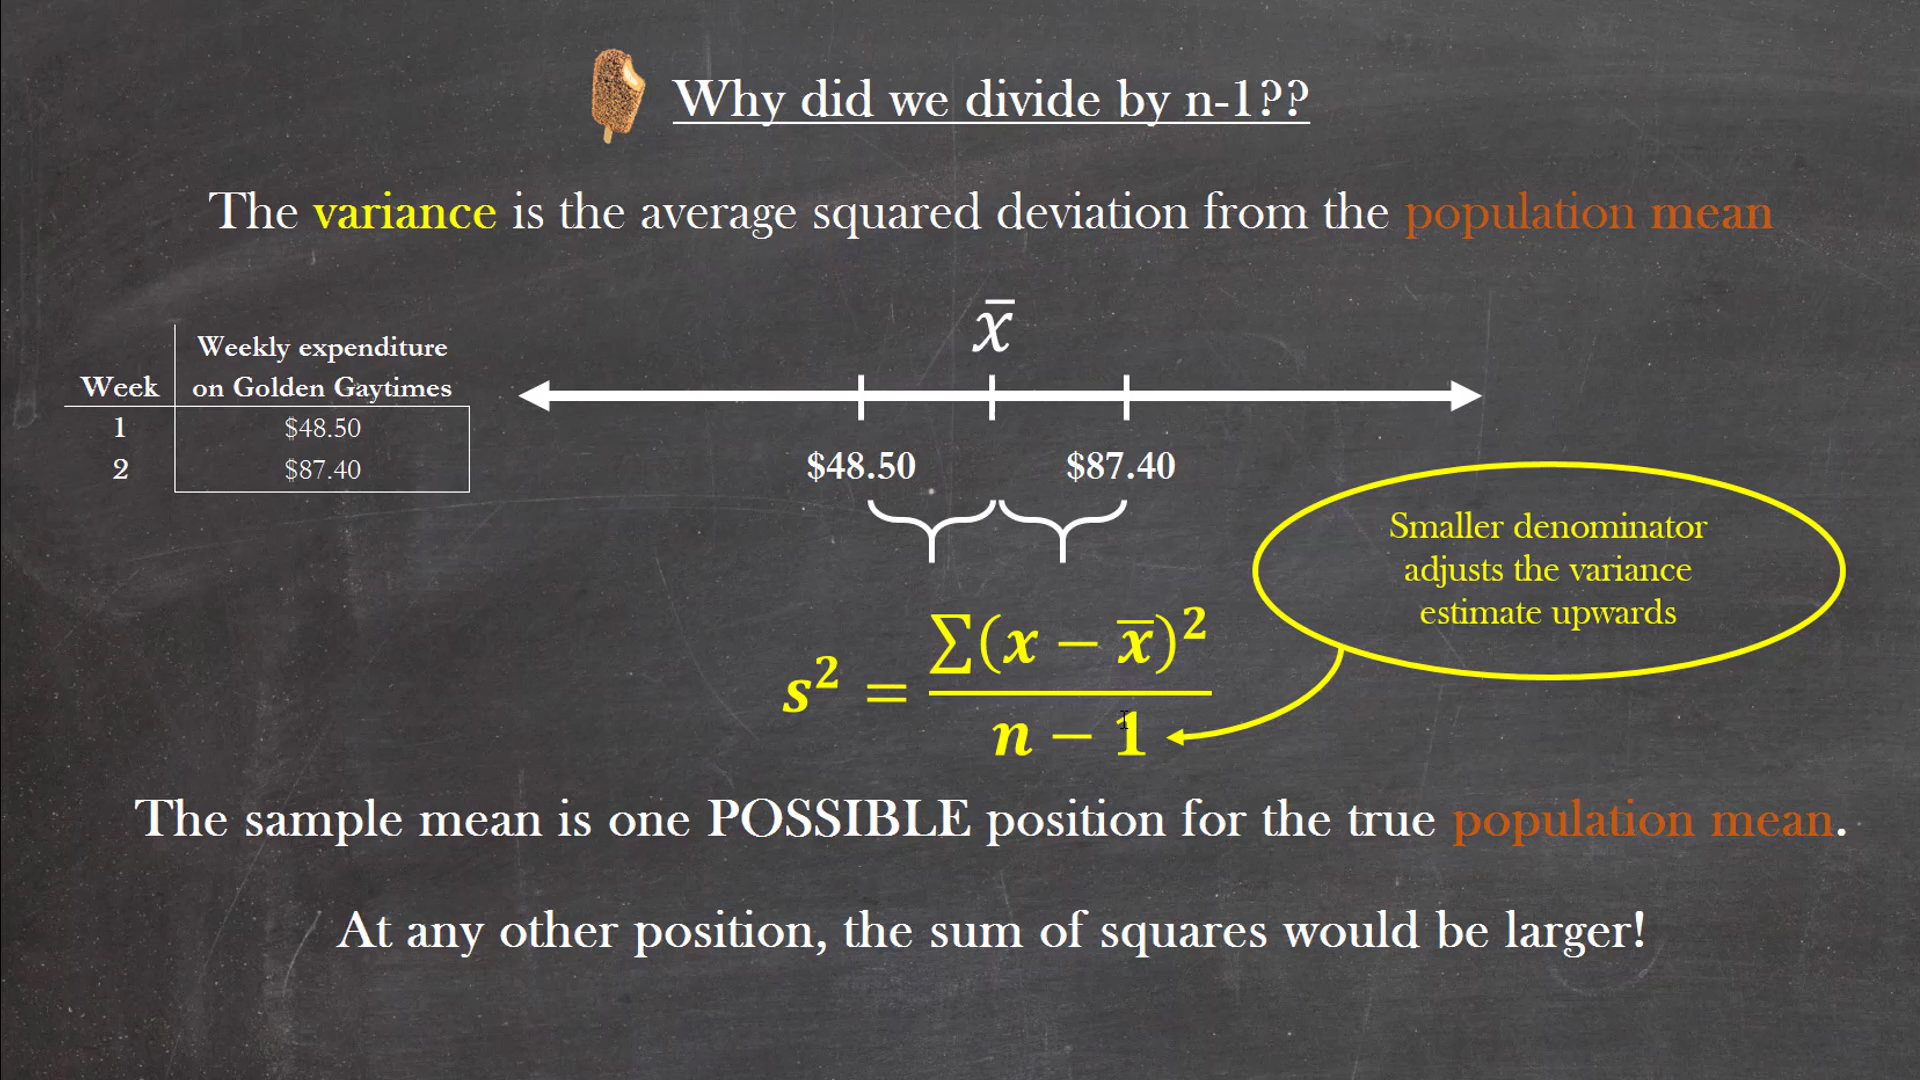 Why did we divide by n-1??
The variance is the average squared deviation from the population mean
x̅
Weekly expenditure
Week on Golden Gaytimes
1 $48.50
2 $87.40
$48.50 $87.40
Smaller denominator
adjusts the variance
estimate upwards
s² = ∑(x − x̅)² / n − 1
The sample mean is one POSSIBLE position for the true population mean.
At any other position, the sum of squares would be larger!